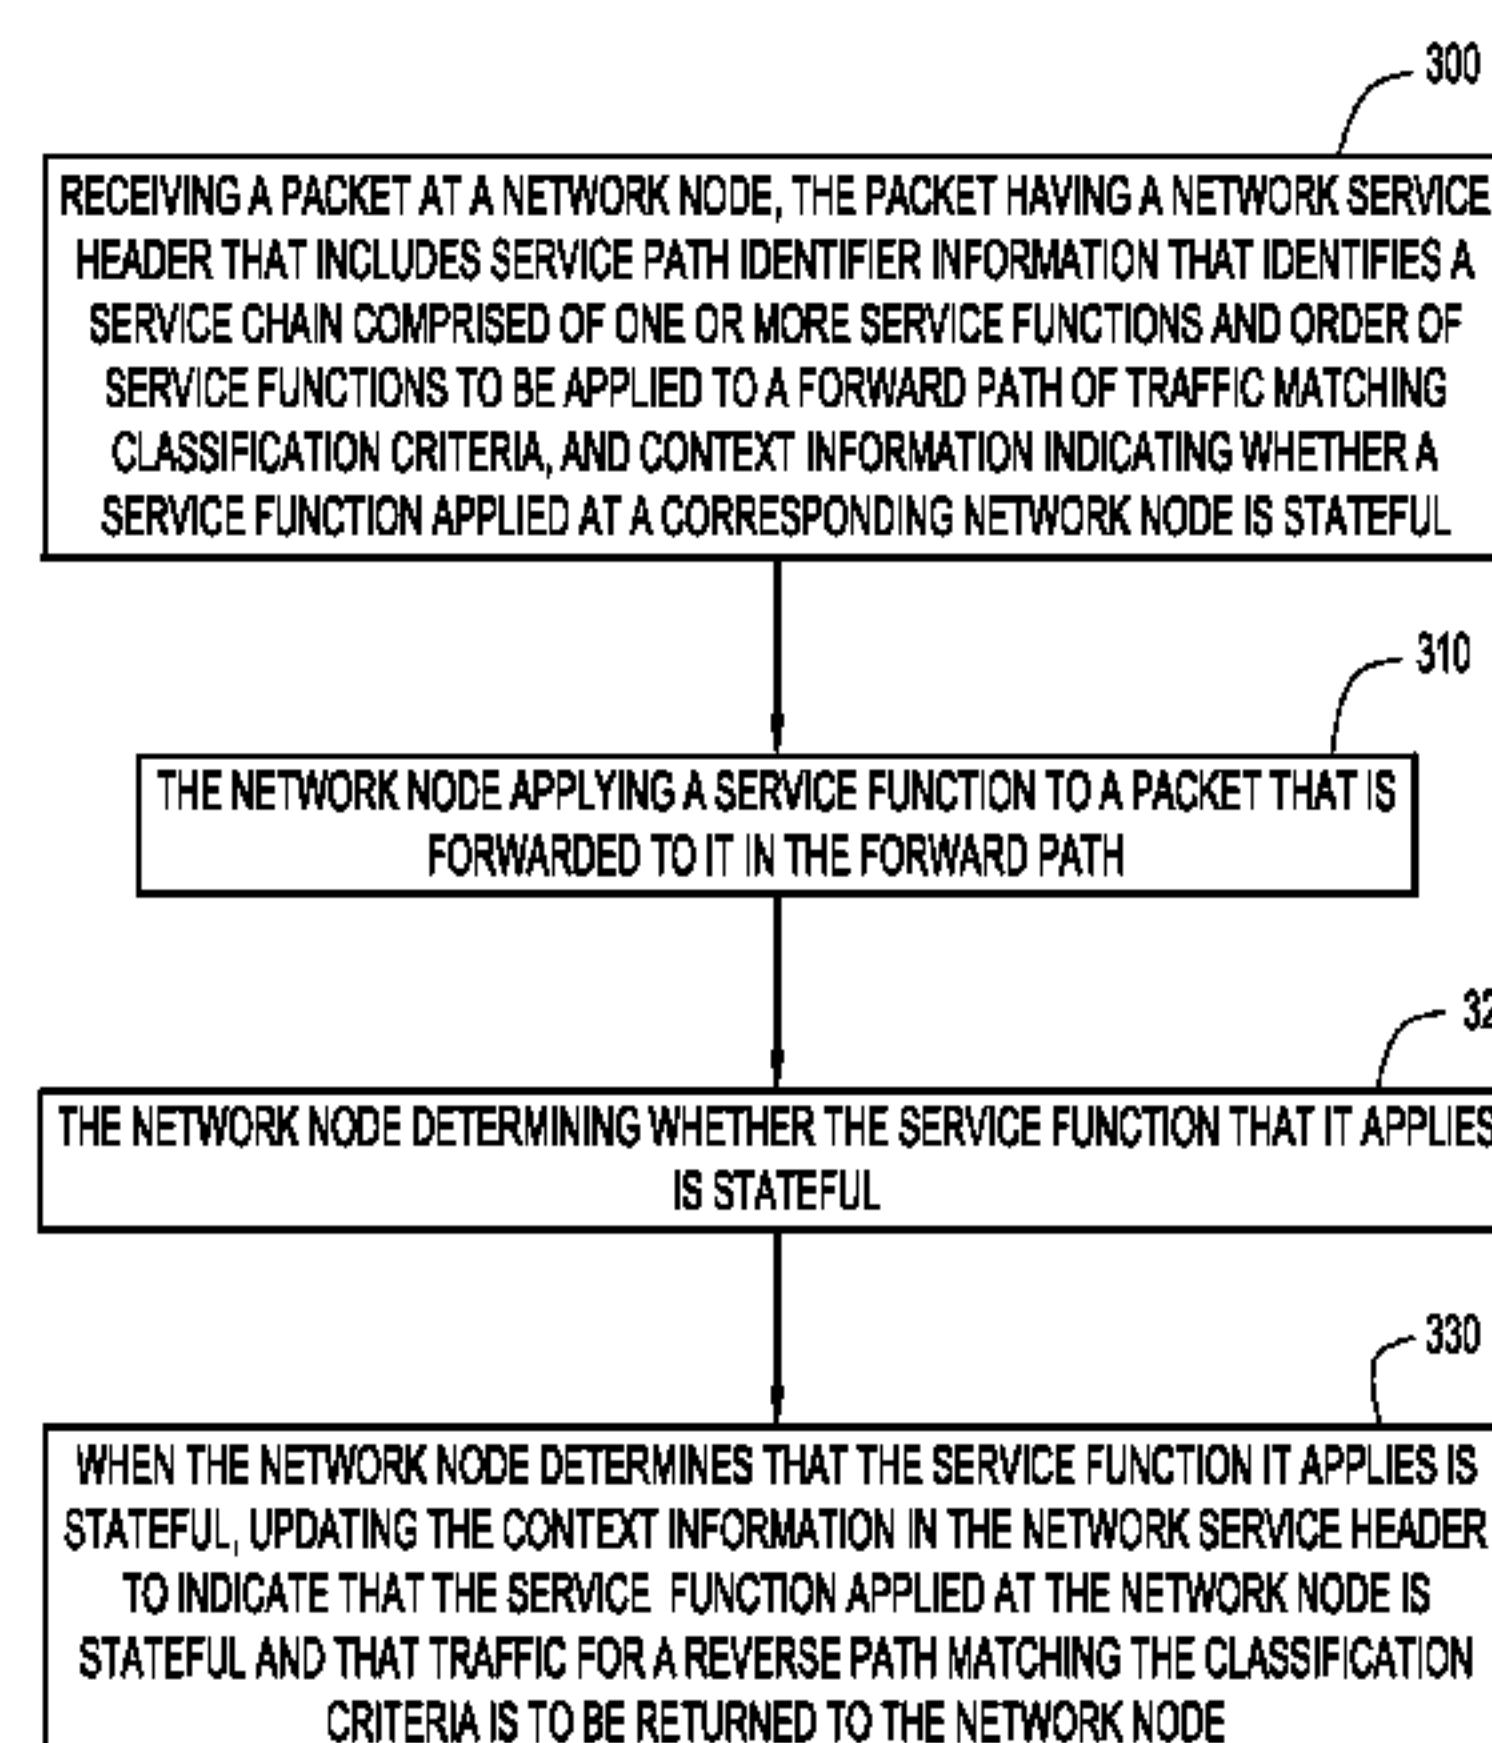 300
RECEIVING A PACKET AT A NETWORK NODE, THE PACKET HAVING A NETWORK SERVICE
HEADER THAT INCLUDES SERVICE PATH IDENTIFIER INFORMATION THAT IDENTIFIES A
SERVICE CHAIN COMPRISED OF ONE OR MORE SERVICE FUNCTIONS AND ORDER OF
SERVICE FUNCTIONS TO BE APPLIED TO A FORWARD PATH OF TRAFFIC MATCHING
CLASSIFICATION CRITERIA, AND CONTEXT INFORMATION INDICATING WHETHER A
SERVICE FUNCTION APPLIED AT A CORRESPONDING NETWORK NODE IS STATEFUL
310
THE NETWORK NODE APPLYING A SERVICE FUNCTION TO A PACKET THAT IS
FORWARDED TO IT IN THE FORWARD PATH
THE NETWORK NODE DETERMINING WHETHER THE SERVICE FUNCTION THAT IT APPLIES
IS STATEFUL
330
WHEN THE NETWORK NODE DETERMINES THAT THE SERVICE FUNCTION IT APPLIES IS
STATEFUL, UPDATING THE CONTEXT INFORMATION IN THE NETWORK SERVICE HEADER
TO INDICATE THAT THE SERVICE FUNCTION APPLIED AT THE NETWORK NODE IS
STATEFUL AND THAT TRAFFIC FOR A REVERSE PATH MATCHING THE CLASSIFICATION
CRITERIA IS TO BE RETURNED TO THE NETWORK NODE